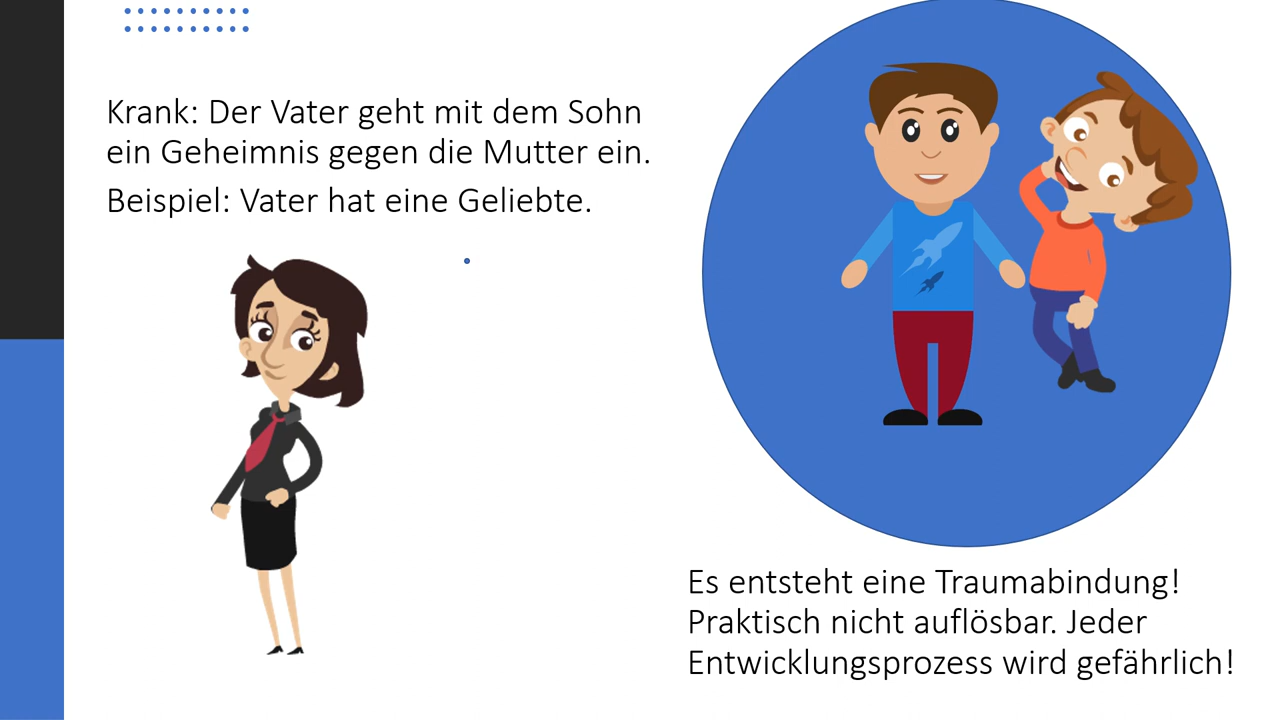 Krank: Der Vater geht mit dem Sohn
ein Geheimnis gegen die Mutter ein.
Beispiel: Vater hat eine Geliebte.
Es entsteht eine Traumabindung!
Praktisch nicht auflösbar. Jeder
Entwicklungsprozess wird gefährlich!